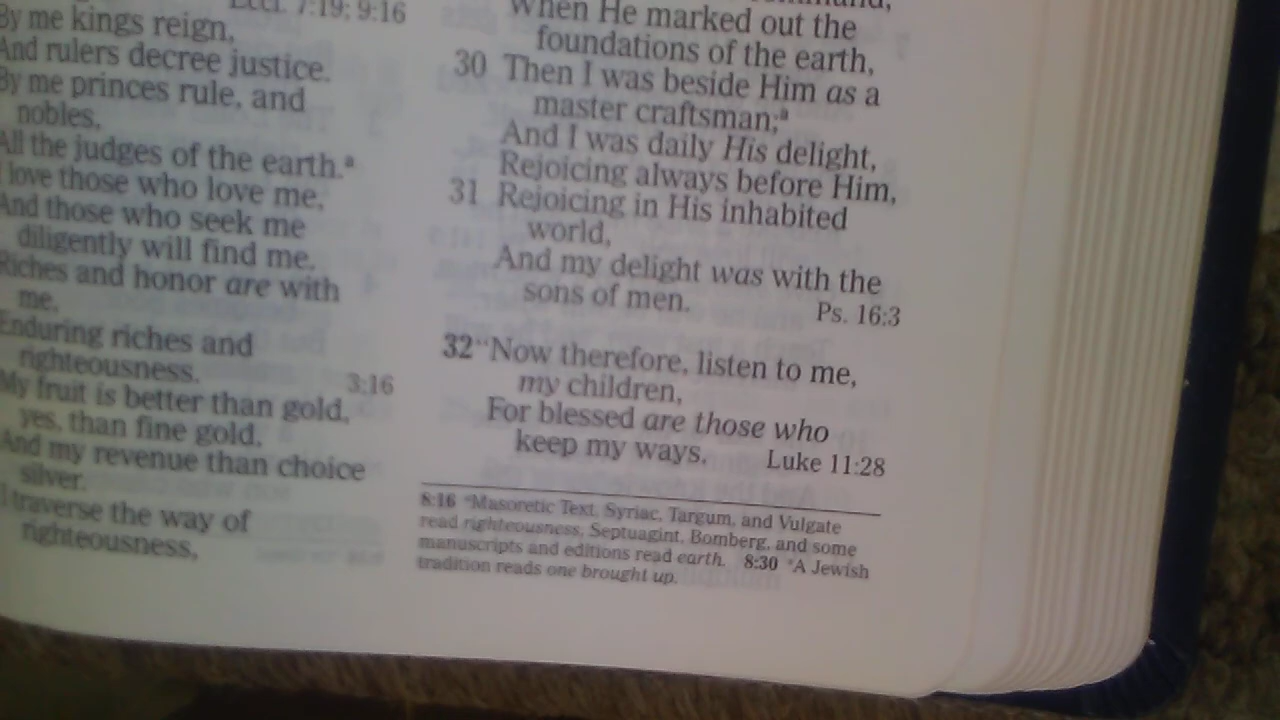 Eccl. 7:19; 9:16
By me kings reign,
And rulers decree justice.
By me princes rule, and
nobles,
All the judges of the earth.a
I love those who love me,
And those who seek me
diligently will find me.
Riches and honor are with
me,
Enduring riches and
righteousness. 3:16
My fruit is better than gold,
yes, than fine gold,
And my revenue than choice
silver.
I traverse the way of
righteousness,
When He marked out the
foundations of the earth,
30 Then I was beside Him as a
master craftsman;a
And I was daily His delight,
Rejoicing always before Him,
31 Rejoicing in His inhabited
world,
And my delight was with the
sons of men. Ps. 16:3
32 “Now therefore, listen to me,
my children,
For blessed are those who
keep my ways. Luke 11:28
8:16 aMasoretic Text, Syriac, Targum, and Vulgate
read righteousness, Septuagint, Bomberg, and some
manuscripts and editions read earth. 8:30 aA Jewish
tradition reads one brought up.